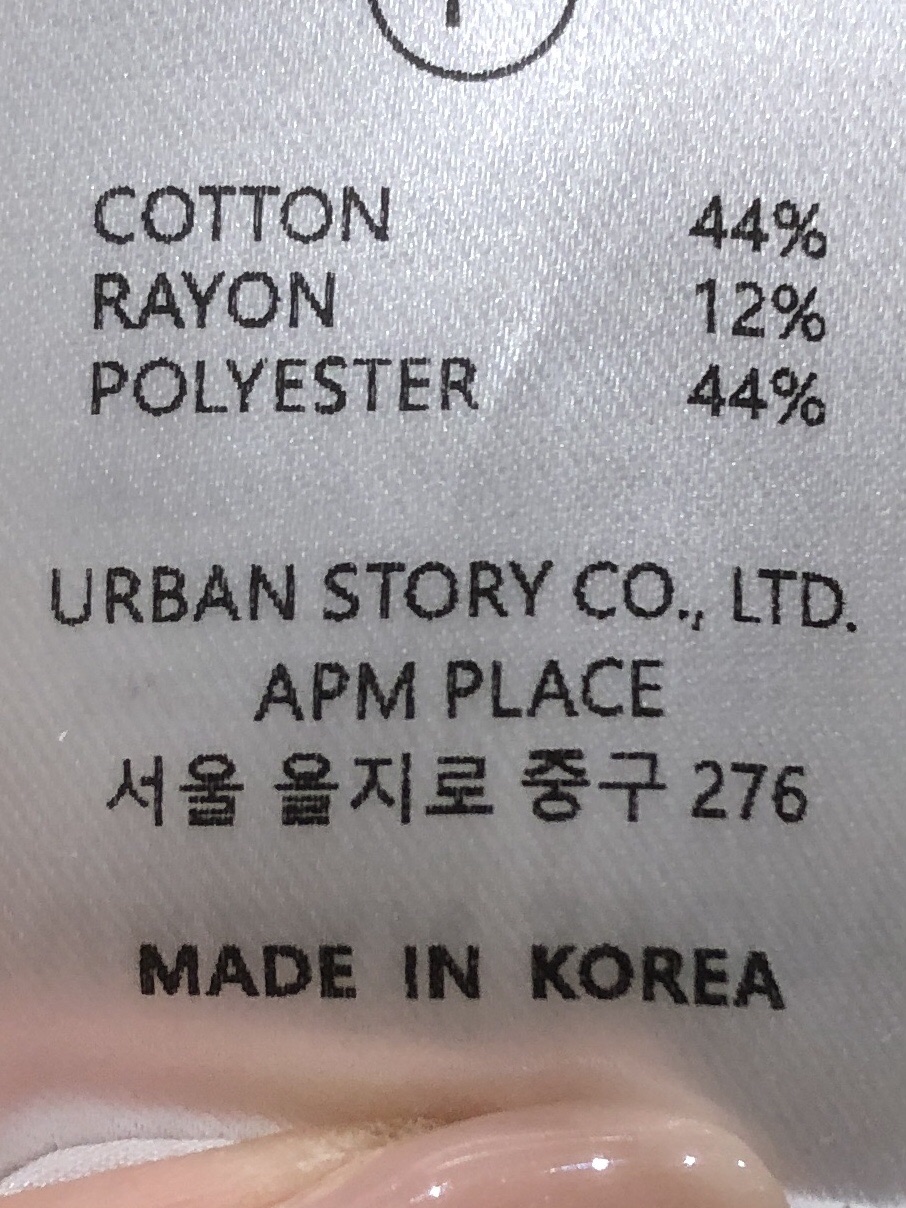 COTTON 44%
RAYON 12%
POLYESTER 44%
URBAN STORY CO., LTD.
APM PLACE
서울 을지로 중구 276
MADE IN KOREA